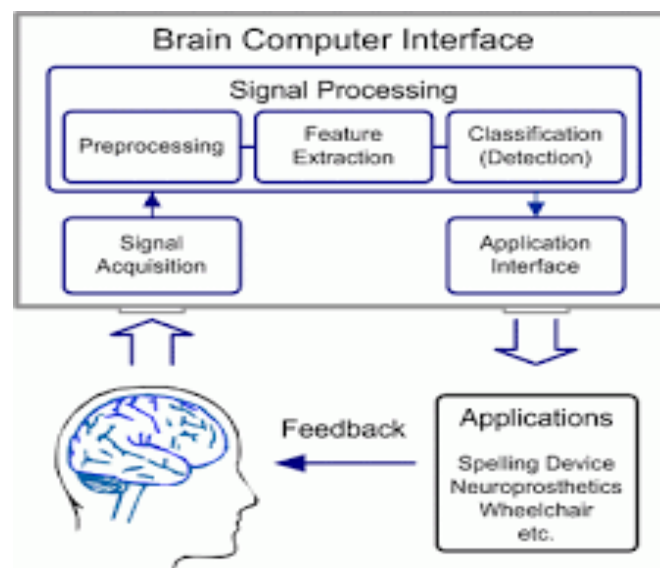 Brain Computer Interface
Signal Processing
Preprocessing
Feature
Extraction
Classification
(Detection)
Signal
Acquisition
Application
Interface
Feedback
Applications
Spelling Device
Neuroprosthetics
Wheelchair
etc.